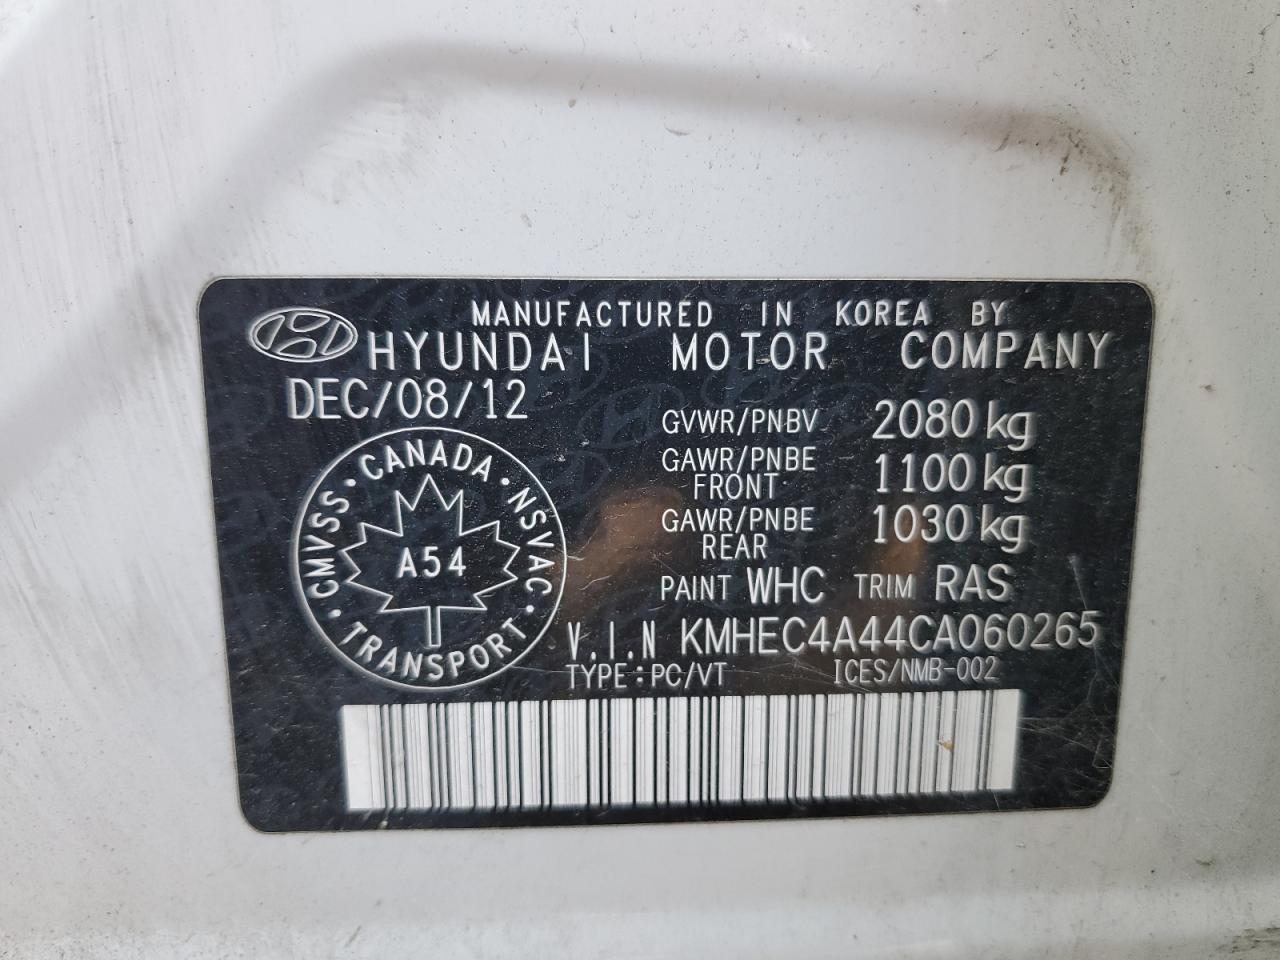 MANUFACTURED IN KOREA BY
HYUNDAI MOTOR COMPANY
DEC/08/12
GVWR/PNBV 2080 kg
GAWR/PNBE FRONT 1100 kg
GAWR/PNBE REAR 1030 kg
PAINT WHC TRIM RAS
V.I.N KMHEC4A44CA060265
TYPE:PC/VT ICES/NMB-002
CANADA · NSVAC · TRANSPORT · CMVSS ·
A54